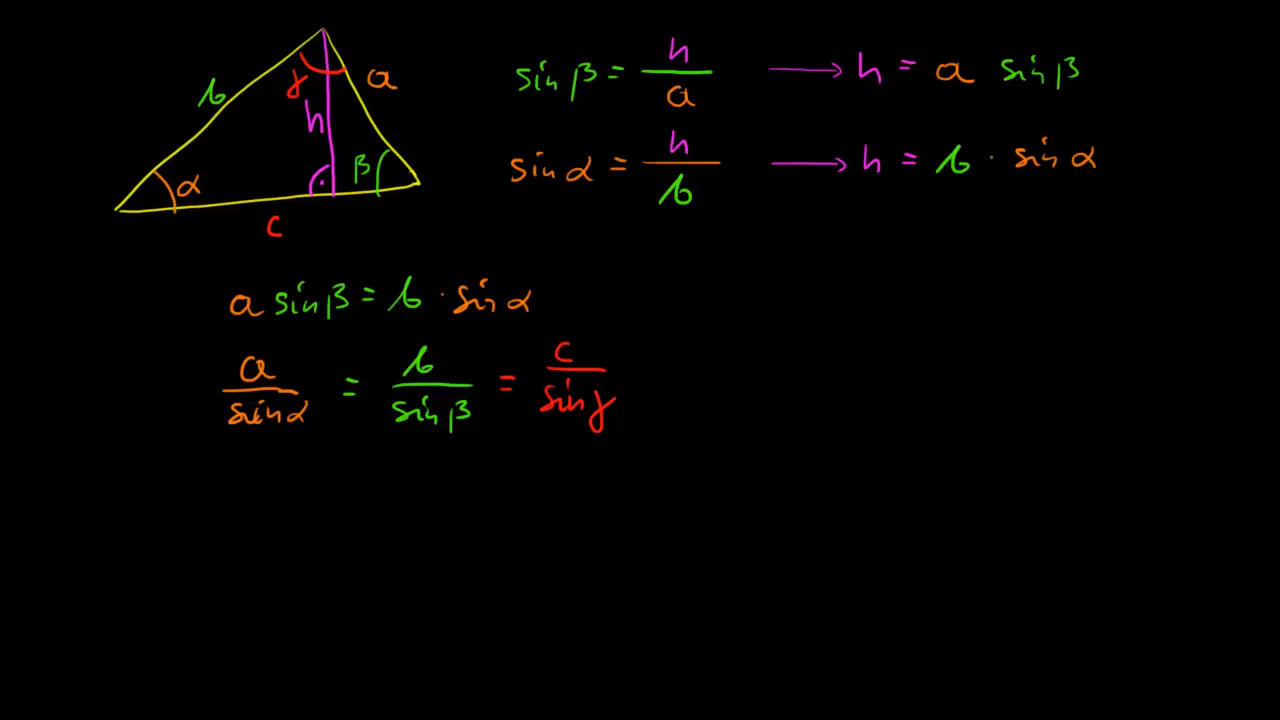 γ a b h α β c
sin β = h/a → h = a sin β
sin α = h/b → h = b · sin α
a sin β = b · sin α
a/sin α = b/sin β = c/sin γ